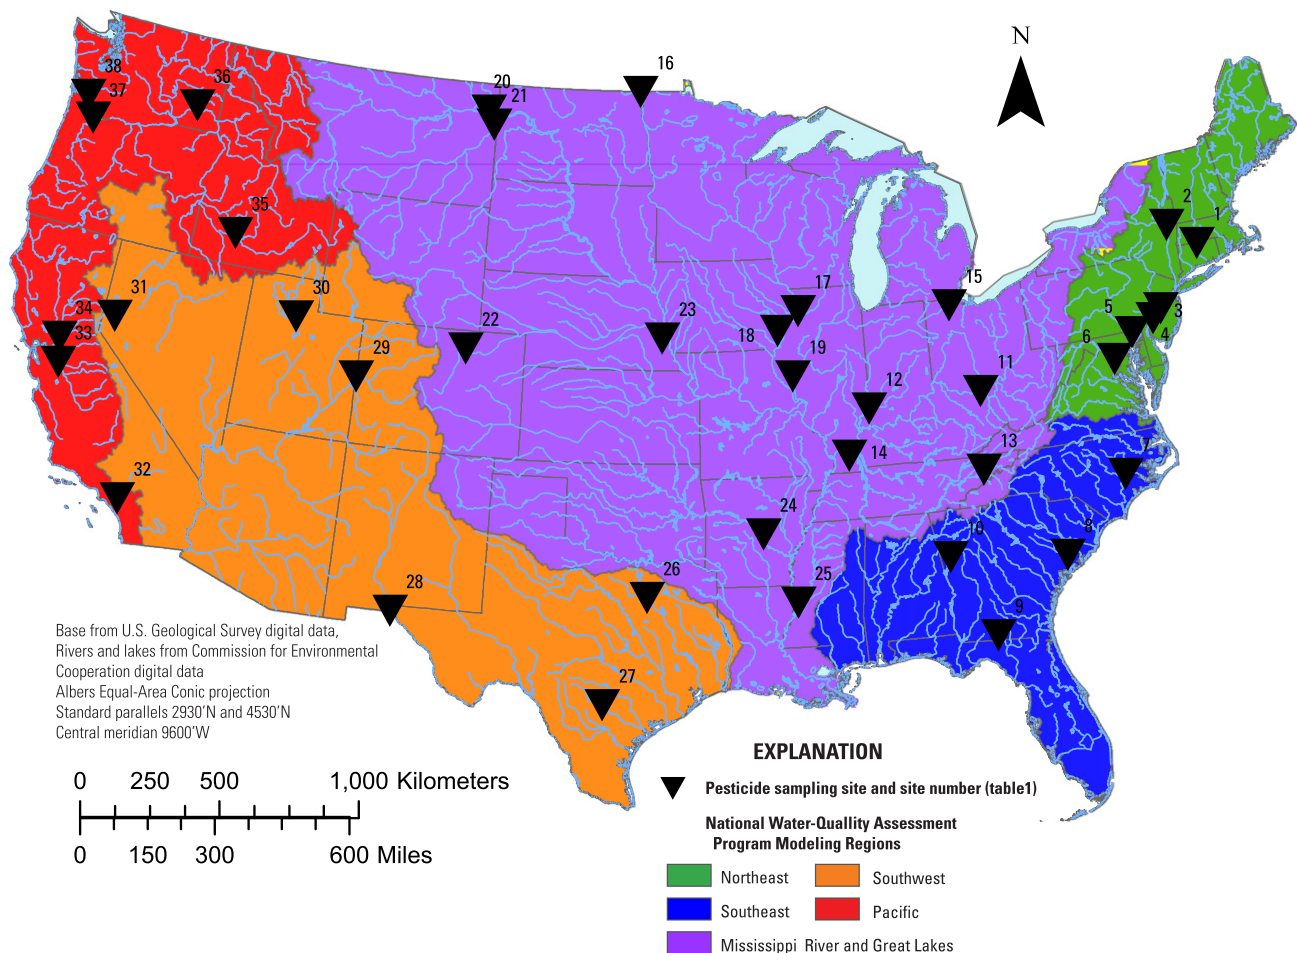 N
38
37
36
20
21
16
35
2
1
34
33
31
30
29
22
23
17
18
19
15
5
3
4
6
12
11
14
13
7
32
24
10
8
28
26
25
9
27
Base from U.S. Geological Survey digital data,
Rivers and lakes from Commission for Environmental
Cooperation digital data
Albers Equal-Area Conic projection
Standard parallels 2930'N and 4530'N
Central meridian 9600'W
0 250 500 1,000 Kilometers
0 150 300 600 Miles
EXPLANATION
Pesticide sampling site and site number (table1)
National Water-Quallity Assessment
Program Modeling Regions
Northeast Southwest
Southeast Pacific
Mississippi River and Great Lakes